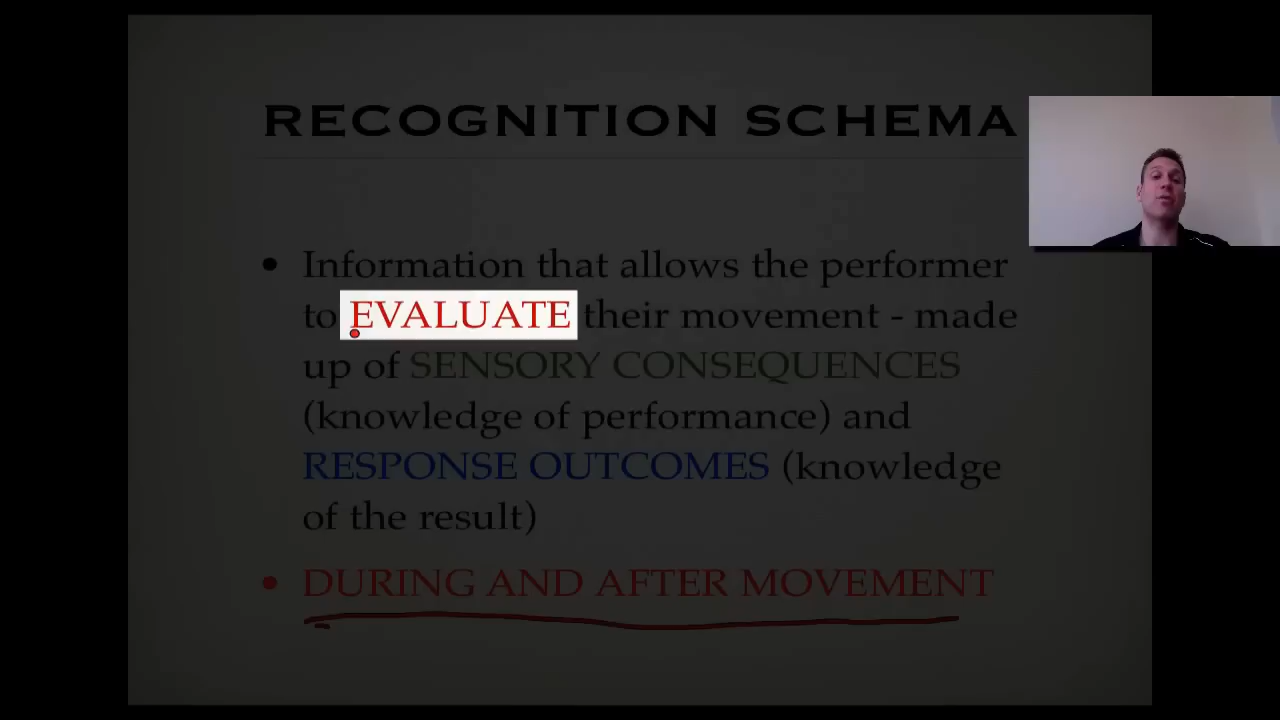 RECOGNITION SCHEMA
• Information that allows the performer
to EVALUATE their movement - made
up of SENSORY CONSEQUENCES
(knowledge of performance) and
RESPONSE OUTCOMES (knowledge
of the result)
• DURING AND AFTER MOVEMENT